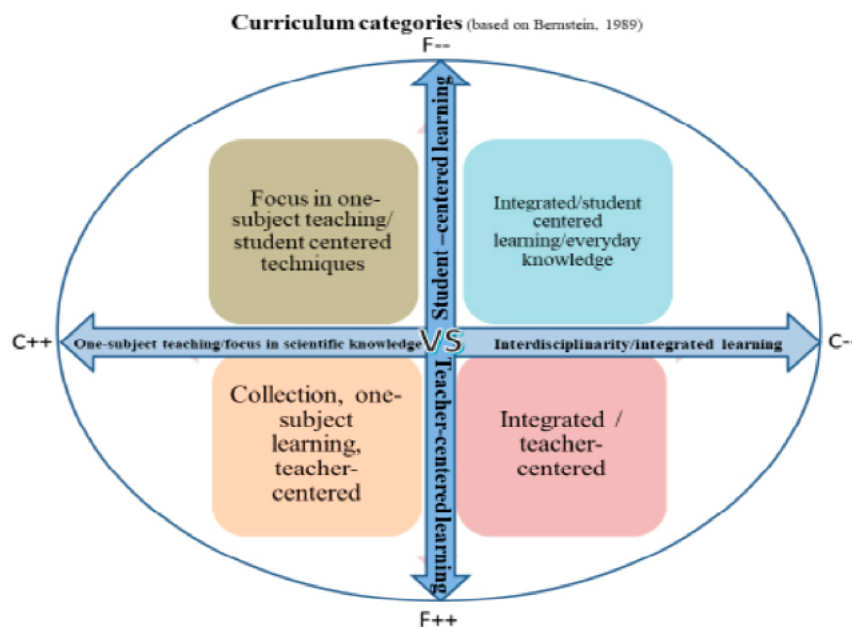 Curriculum categories (based on Bernstein, 1989)
F--
Student –centered learning
Focus in one-
subject teaching/
student centered
techniques
Integrated/student
centered
learning/everyday
knowledge
C++
One-subject teaching/focus in scientific knowledge
VS
Interdisciplinarity/integrated learning
C--
Teacher-centered learning
Collection, one-
subject
learning,
teacher-
centered
Integrated /
teacher-
centered
F++